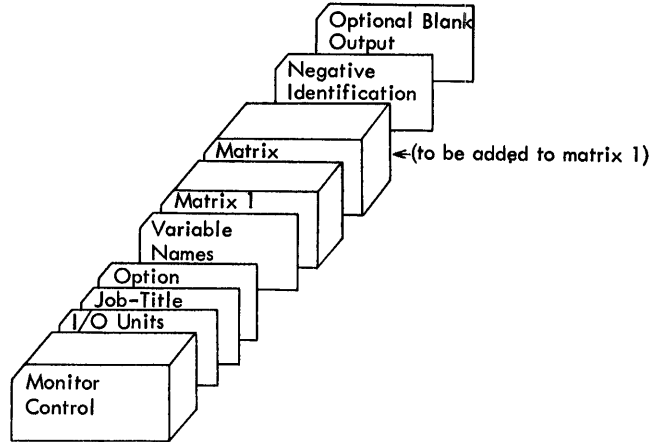 Optional Blank
Output
Negative
Identification
Matrix
←(to be added to matrix 1)
Matrix 1
Variable
Names
Option
Job-Title
I/O Units
Monitor
Control